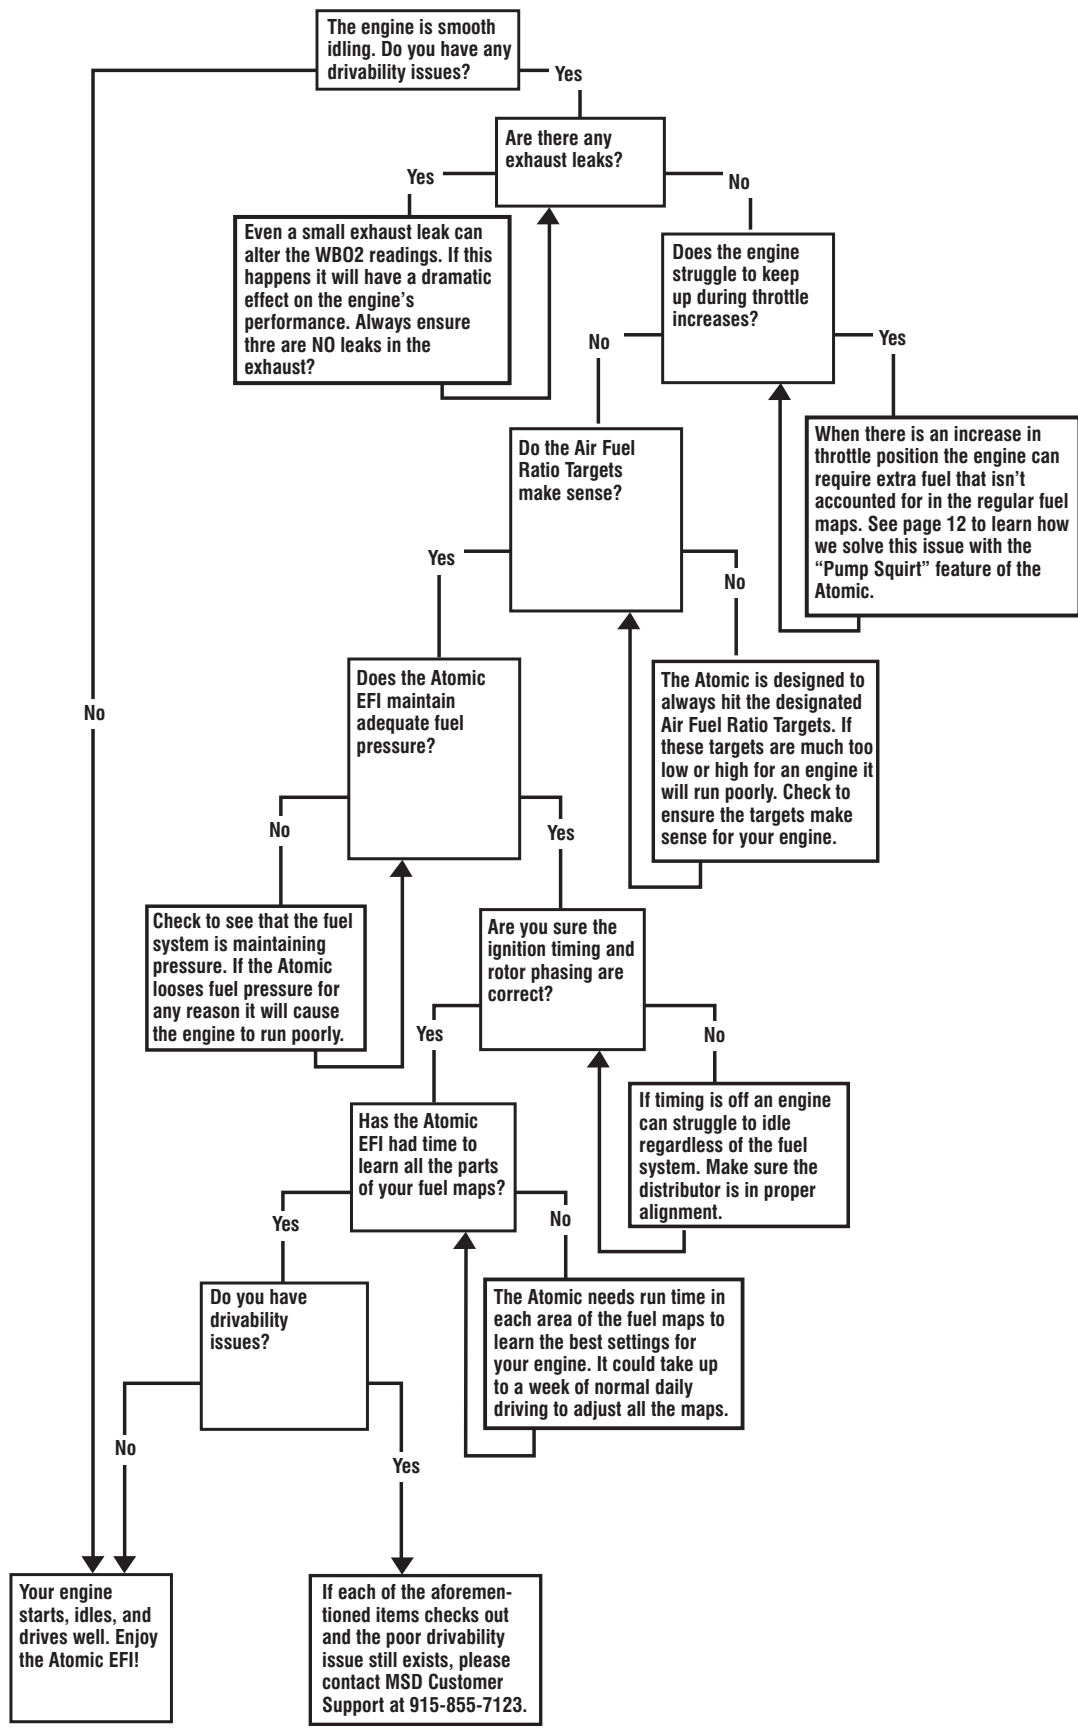 The engine is smooth
idling. Do you have any
drivability issues?
Yes
Are there any
exhaust leaks?
Yes
No
Even a small exhaust leak can
alter the WBO2 readings. If this
happens it will have a dramatic
effect on the engine's
performance. Always ensure
thre are NO leaks in the
exhaust?
Does the engine
struggle to keep
up during throttle
increases?
No
Yes
When there is an increase in
throttle position the engine can
require extra fuel that isn't
accounted for in the regular fuel
maps. See page 12 to learn how
we solve this issue with the
“Pump Squirt” feature of the
Atomic.
Do the Air Fuel
Ratio Targets
make sense?
Yes
No
The Atomic is designed to
always hit the designated
Air Fuel Ratio Targets. If
these targets are much too
low or high for an engine it
will run poorly. Check to
ensure the targets make
sense for your engine.
Does the Atomic
EFI maintain
adequate fuel
pressure?
No
No
Yes
Check to see that the fuel
system is maintaining
pressure. If the Atomic
looses fuel pressure for
any reason it will cause
the engine to run poorly.
Are you sure the
ignition timing and
rotor phasing are
correct?
Yes
No
If timing is off an engine
can struggle to idle
regardless of the fuel
system. Make sure the
distributor is in proper
alignment.
Has the Atomic
EFI had time to
learn all the parts
of your fuel maps?
Yes
No
The Atomic needs run time in
each area of the fuel maps to
learn the best settings for
your engine. It could take up
to a week of normal daily
driving to adjust all the maps.
Do you have
drivability
issues?
No
Yes
Your engine
starts, idles, and
drives well. Enjoy
the Atomic EFI!
If each of the aforemen-
tioned items checks out
and the poor drivability
issue still exists, please
contact MSD Customer
Support at 915-855-7123.